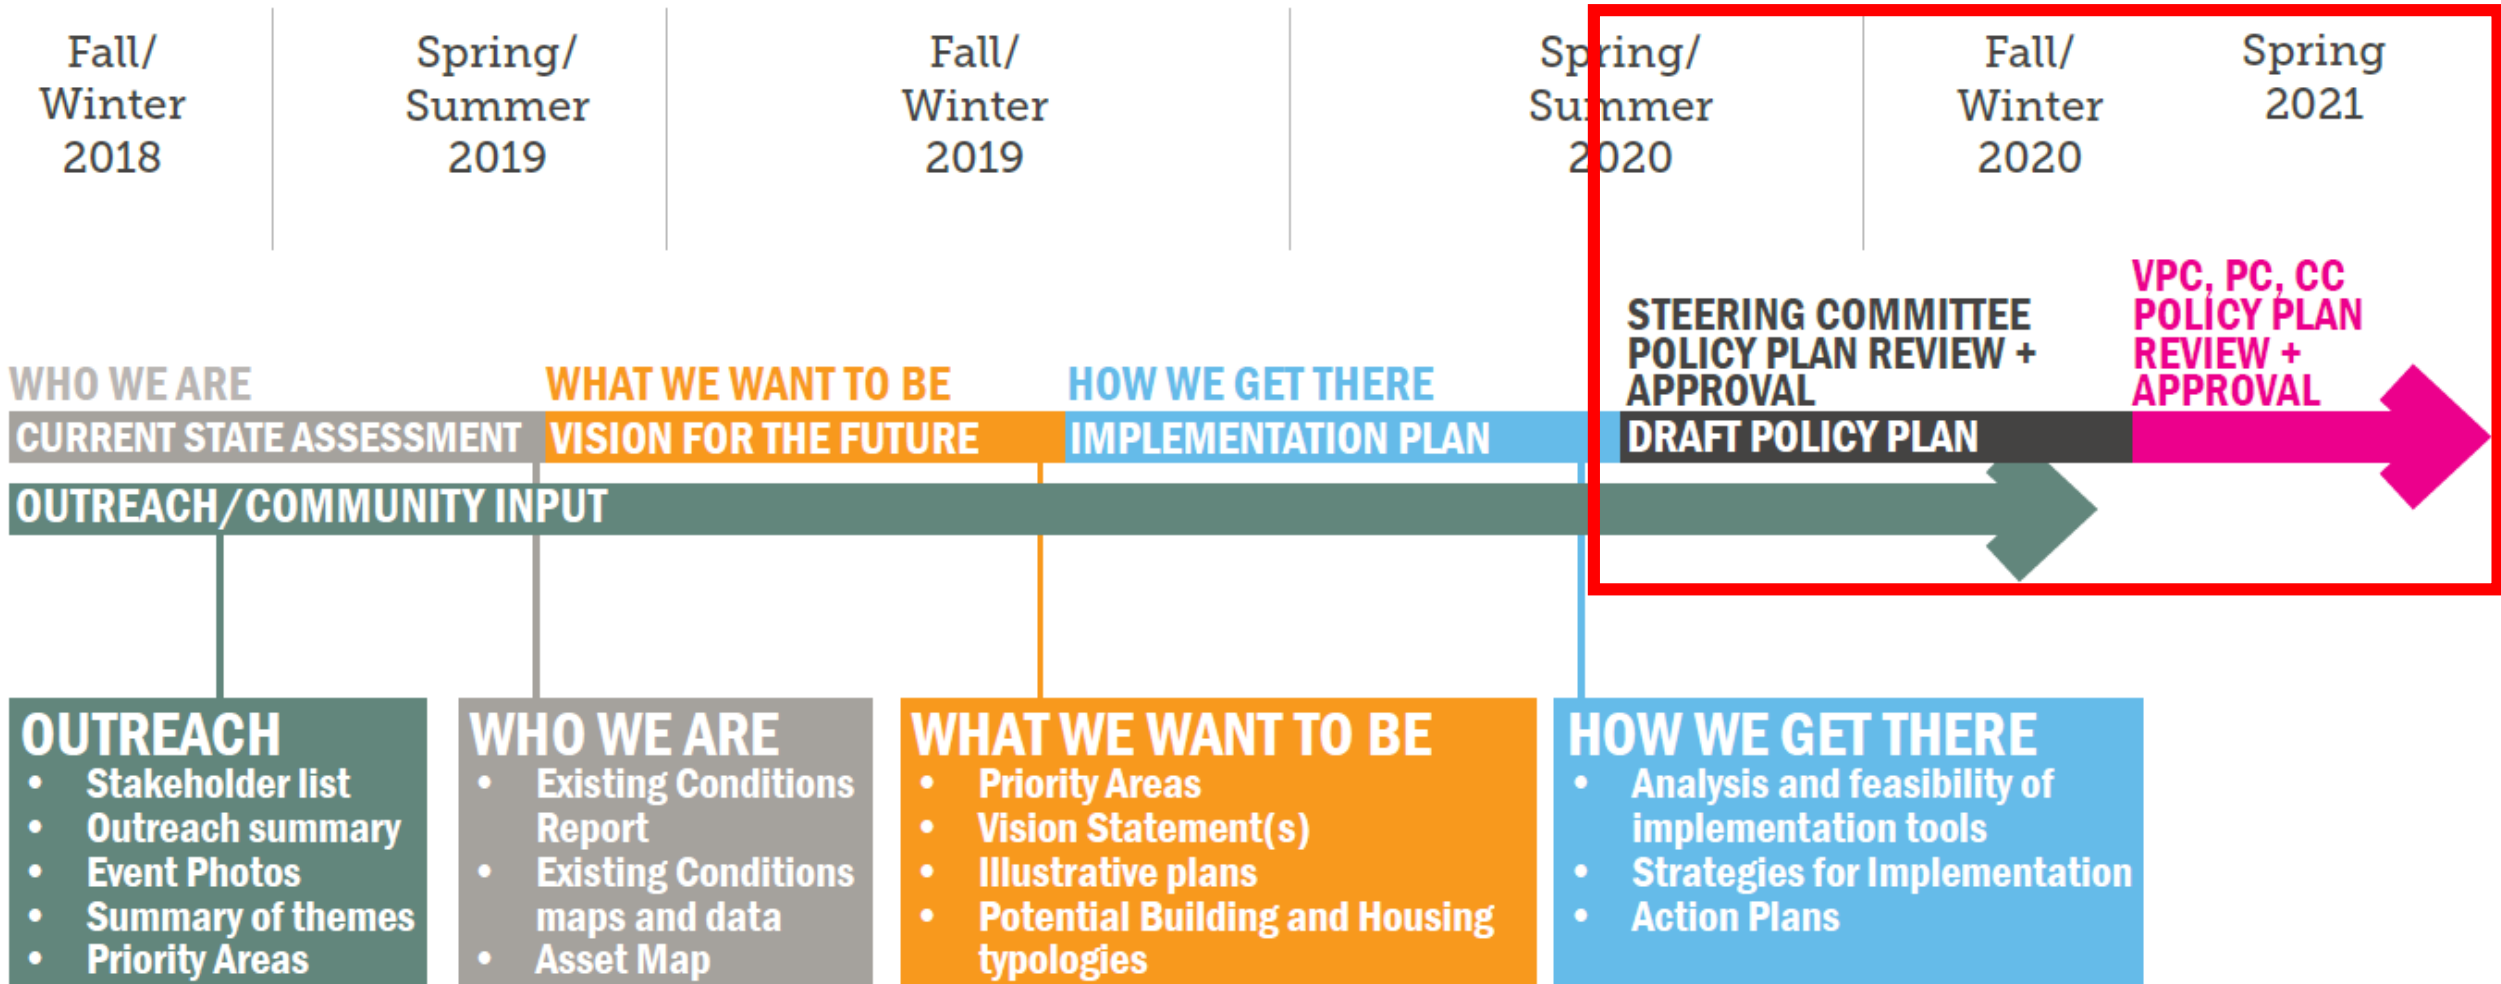 Fall/
Winter
2018
Spring/
Summer
2019
Fall/
Winter
2019
Spring/
Summer
2020
Fall/
Winter
2020
Spring
2021
WHO WE ARE
WHAT WE WANT TO BE
HOW WE GET THERE
STEERING COMMITTEE
POLICY PLAN REVIEW +
APPROVAL
VPC, PC, CC
POLICY PLAN
REVIEW +
APPROVAL
CURRENT STATE ASSESSMENT
VISION FOR THE FUTURE
IMPLEMENTATION PLAN
DRAFT POLICY PLAN
OUTREACH/COMMUNITY INPUT
OUTREACH
• Stakeholder list
• Outreach summary
• Event Photos
• Summary of themes
• Priority Areas
WHO WE ARE
• Existing Conditions
Report
• Existing Conditions
maps and data
• Asset Map
WHAT WE WANT TO BE
• Priority Areas
• Vision Statement(s)
• Illustrative plans
• Potential Building and Housing
typologies
HOW WE GET THERE
• Analysis and feasibility of
implementation tools
• Strategies for Implementation
• Action Plans